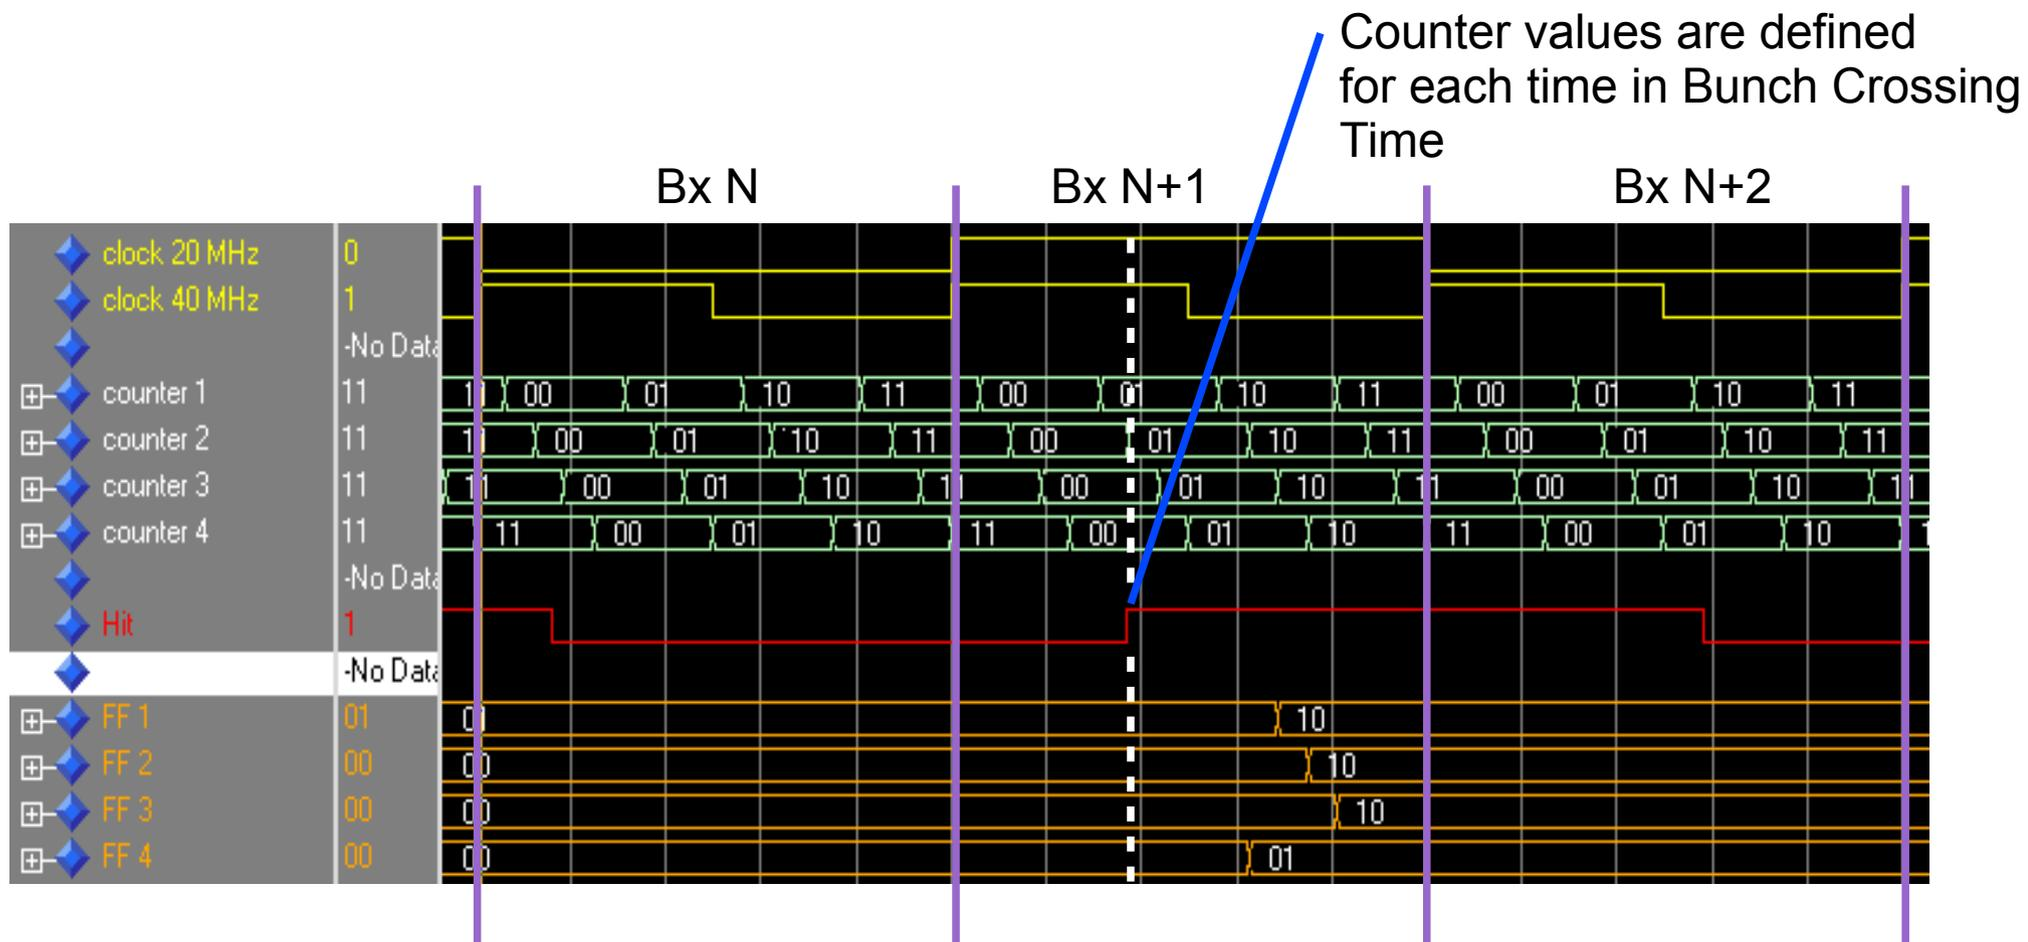 Counter values are defined
for each time in Bunch Crossing
Time
Bx N Bx N+1 Bx N+2
clock 20 MHz 0
clock 40 MHz 1
-No Data
counter 1 11 11 00 01 10 11 00 01 10 11 00 01 10 11
counter 2 11 11 00 01 10 11 00 01 10 11 00 01 10 11
counter 3 11 11 00 01 10 11 00 01 10 11 00 01 10 11
counter 4 11 11 00 01 10 11 00 01 10 11 00 01 10 1
-No Data
Hit 1
-No Data
FF 1 01 01 10
FF 2 00 00 10
FF 3 00 00 10
FF 4 00 00 01